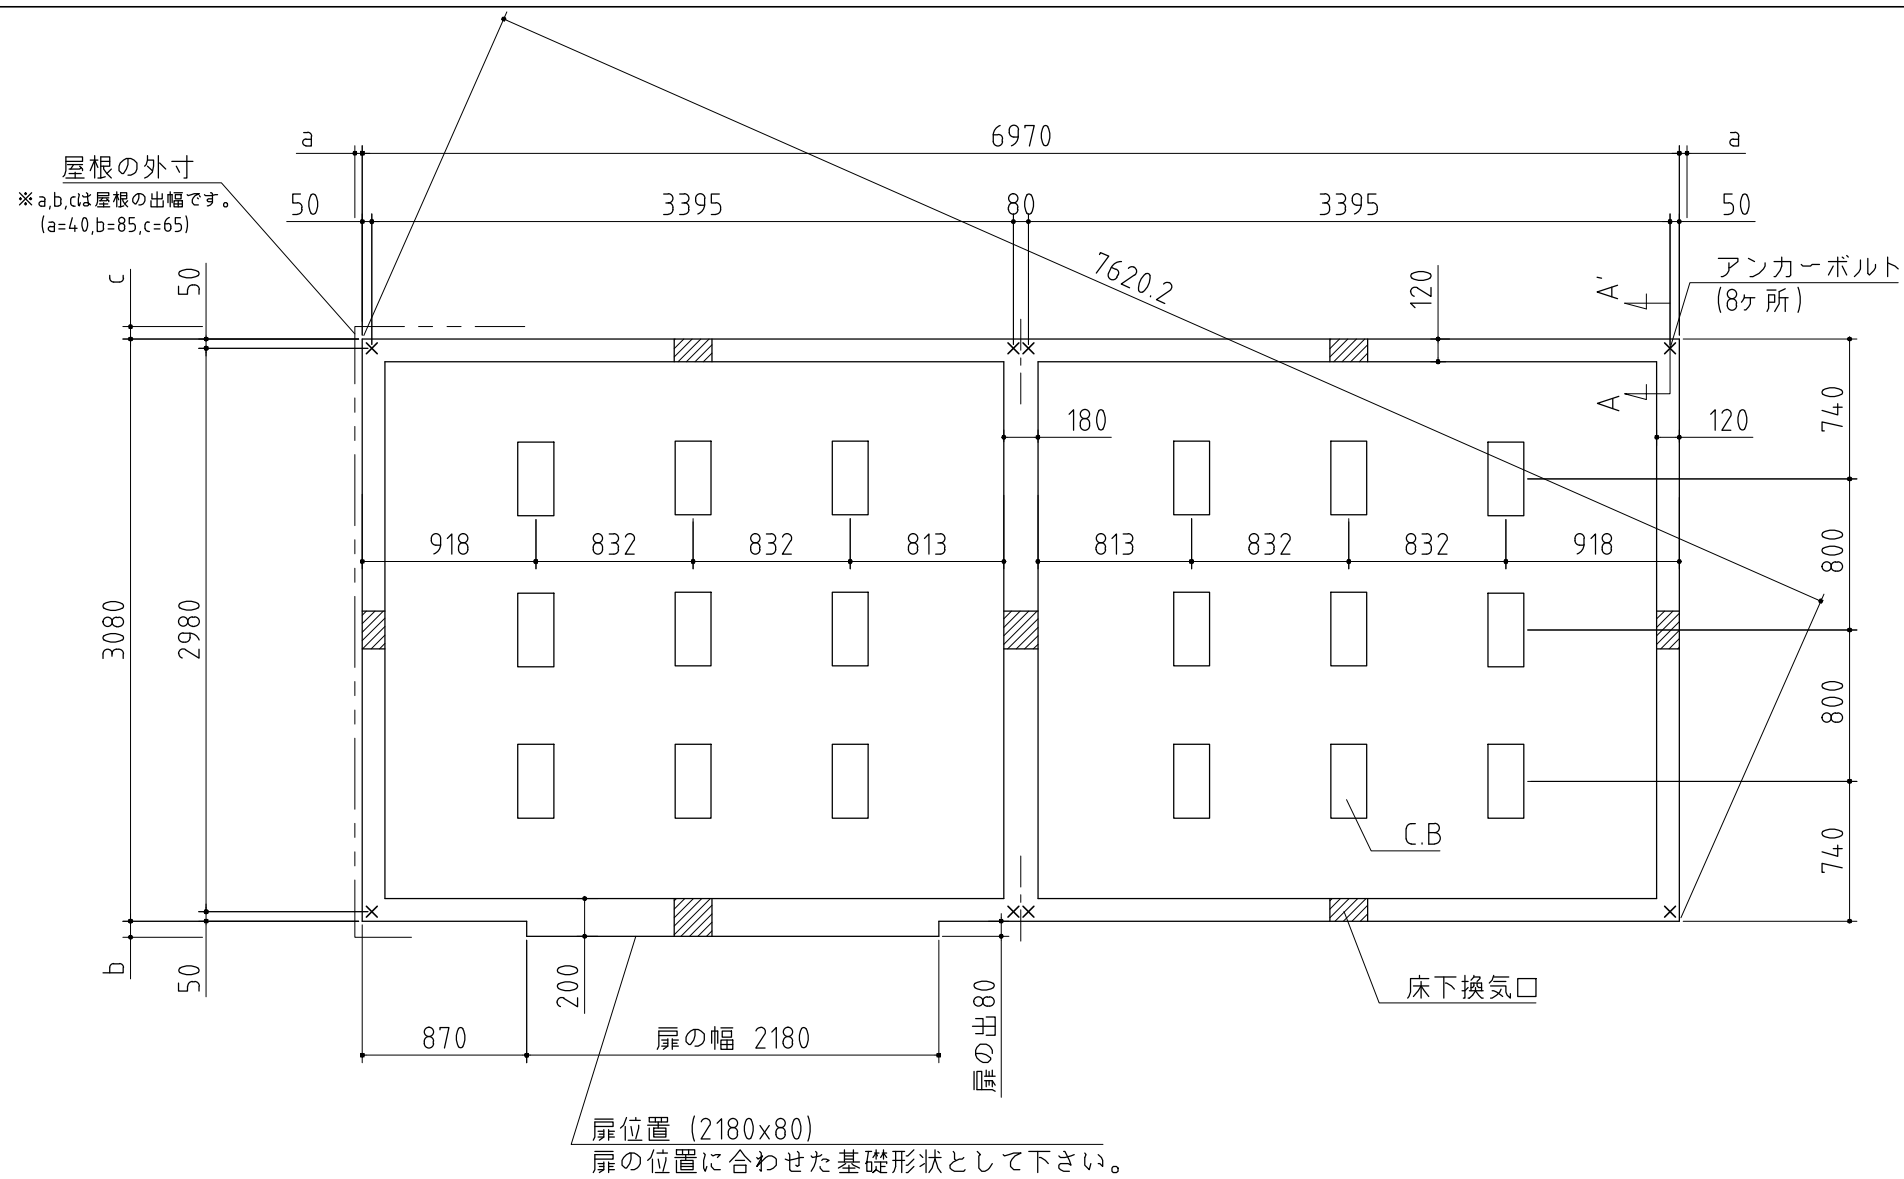 a
6970
a
屋根の外寸
※a,b,cは屋根の出幅です。
(a=40,b=85,c=65)
50
3395
80
3395
50
7620.2
c
50
120
A'
アンカーボルト
(8ヶ所)
A
180
120
740
918
832
832
813
813
832
832
918
800
3080
2980
800
C.B
740
b
50
200
扉の出80
床下換気口
870
扉の幅 2180
扉位置 (2180x80)
扉の位置に合わせた基礎形状として下さい。